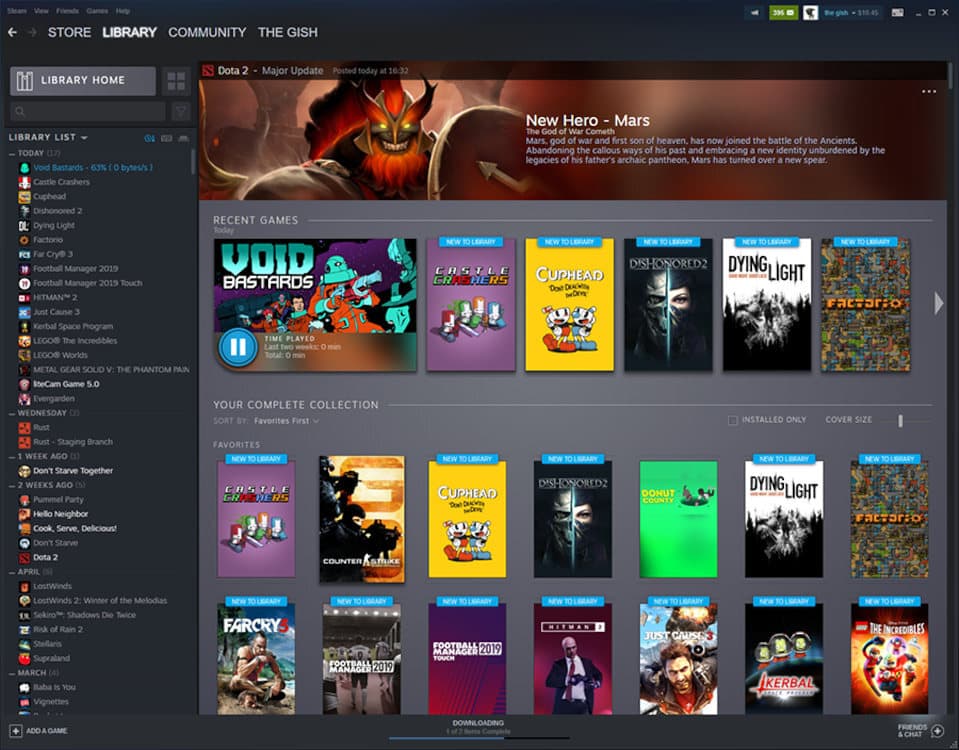 Steam View Friends Games Help
396
the gish $10.45
STORE LIBRARY COMMUNITY THE GISH
LIBRARY HOME
LIBRARY LIST
TODAY (17)
Void Bastards - 63% ( 0 bytes/s )
Castle Crashers
Cuphead
Dishonored 2
Dying Light
Factorio
Far Cry® 3
Football Manager 2019
Football Manager 2019 Touch
HITMAN™ 2
Just Cause 3
Kerbal Space Program
LEGO® The Incredibles
LEGO® Worlds
METAL GEAR SOLID V: THE PHANTOM PAIN
liteCam Game 5.0
Evergarden
WEDNESDAY (2)
Rust
Rust - Staging Branch
1 WEEK AGO (1)
Don't Starve Together
2 WEEKS AGO (5)
Pummel Party
Hello Neighbor
Cook, Serve, Delicious!
Don't Starve
Dota 2
APRIL (6)
LostWinds
LostWinds 2: Winter of the Melodias
Sekiro™: Shadows Die Twice
Risk of Rain 2
Stellaris
Supraland
MARCH (4)
Baba Is You
Vignettes
ADD A GAME
Dota 2 - Major Update Posted today at 16:32
New Hero - Mars
The God of War Cometh
Mars, god of war and first son of heaven, has now joined the battle of the Ancients.
Abandoning the callous ways of his past and embracing a new identity unburdened by the
legacies of his father's archaic pantheon, Mars has turned over a new spear.
RECENT GAMES
Today
VOID
BASTARDS
TIME PLAYED
Last two weeks: 0 min
Total: 0 min
NEW TO LIBRARY
CASTLE
CRASHERS
NEW TO LIBRARY
CUPHEAD
"DON'T DEAL WITH
THE DEVIL"
NEW TO LIBRARY
DISHONORED 2
NEW TO LIBRARY
DYING LIGHT
GOOD NIGHT. GOOD LUCK.
NEW TO LIBRARY
FACTORIO
YOUR COMPLETE COLLECTION
SORT BY: Favorites First
INSTALLED ONLY COVER SIZE
FAVORITES
NEW TO LIBRARY
CASTLE
CRASHERS
COUNTER STRIKE
NEW TO LIBRARY
CUPHEAD
"DON'T DEAL WITH
THE DEVIL"
NEW TO LIBRARY
DISHONORED 2
DONUT
COUNTY
NEW TO LIBRARY
DYING LIGHT
GOOD NIGHT. GOOD LUCK.
NEW TO LIBRARY
FACTORIO
NEW TO LIBRARY
FARCRY 3
NEW TO LIBRARY
FOOTBALL
MANAGER 2019
NEW TO LIBRARY
FOOTBALL
MANAGER 2019
TOUCH
NEW TO LIBRARY
HITMAN 2
NEW TO LIBRARY
JUST CAUSE 3
NEW TO LIBRARY
KERBAL
SPACE PROGRAM
NEW TO LIBRARY
LEGO
THE INCREDIBLES
DOWNLOADING
1 of 2 Items Complete
FRIENDS
& CHAT